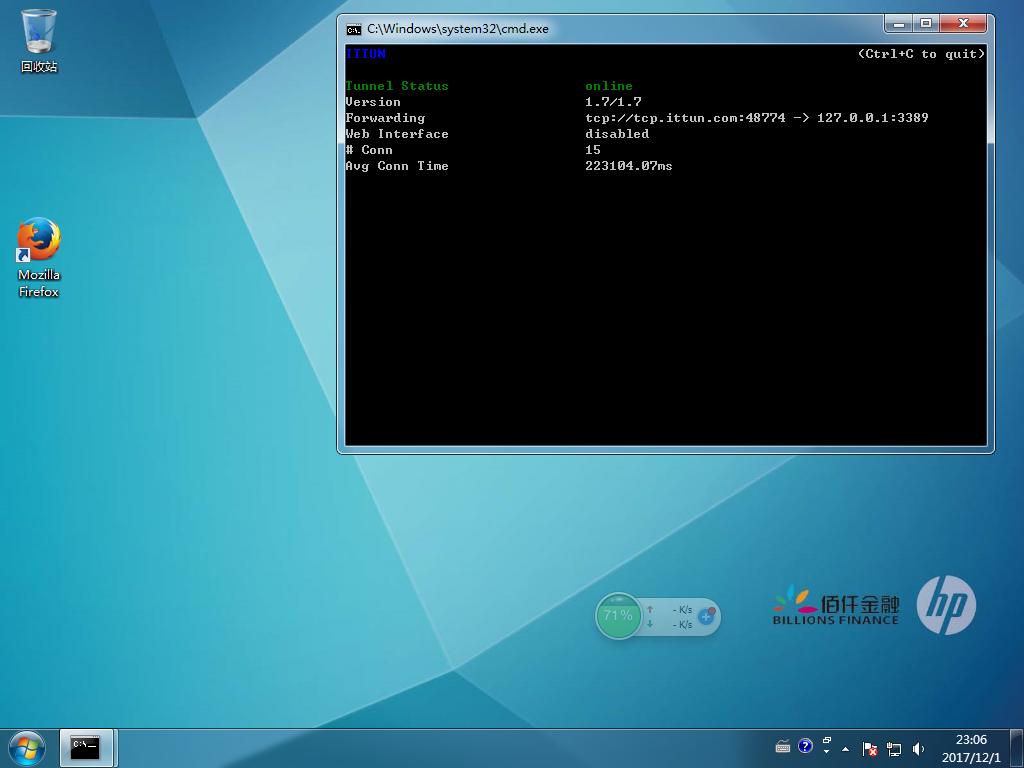 回收站
Mozilla
Firefox
C:\Windows\system32\cmd.exe
ITTUN (Ctrl+C to quit)
Tunnel Status online
Version 1.7/1.7
Forwarding tcp://tcp.ittun.com:48774 -> 127.0.0.1:3389
Web Interface disabled
# Conn 15
Avg Conn Time 223104.07ms
71%
- K/s
- K/s
佰仟金融
BILLIONS FINANCE
hp
C:\
23:06
2017/12/1